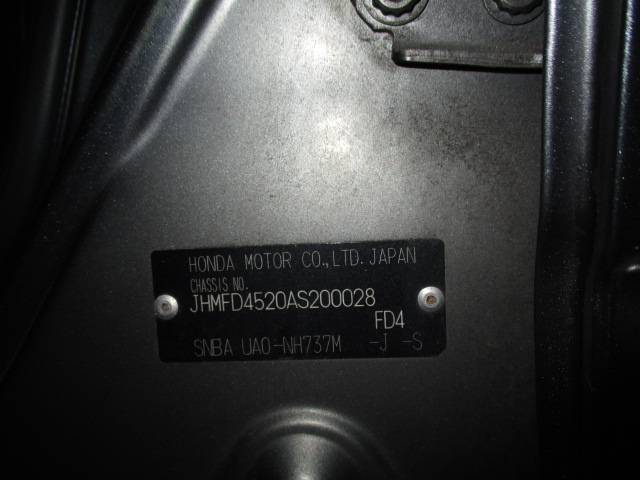 HONDA MOTOR CO.,LTD. JAPAN
CHASSIS NO.
JHMFD4520AS200028
FD4
SNBA UA0-NH737M -J -S